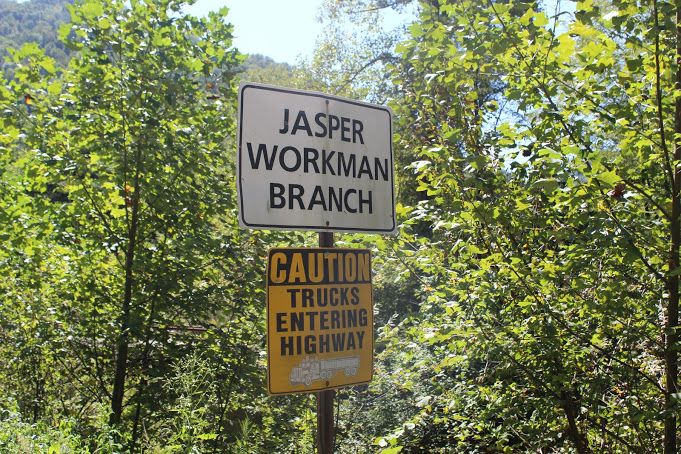 JASPER
WORKMAN
BRANCH
CAUTION
TRUCKS
ENTERING
HIGHWAY